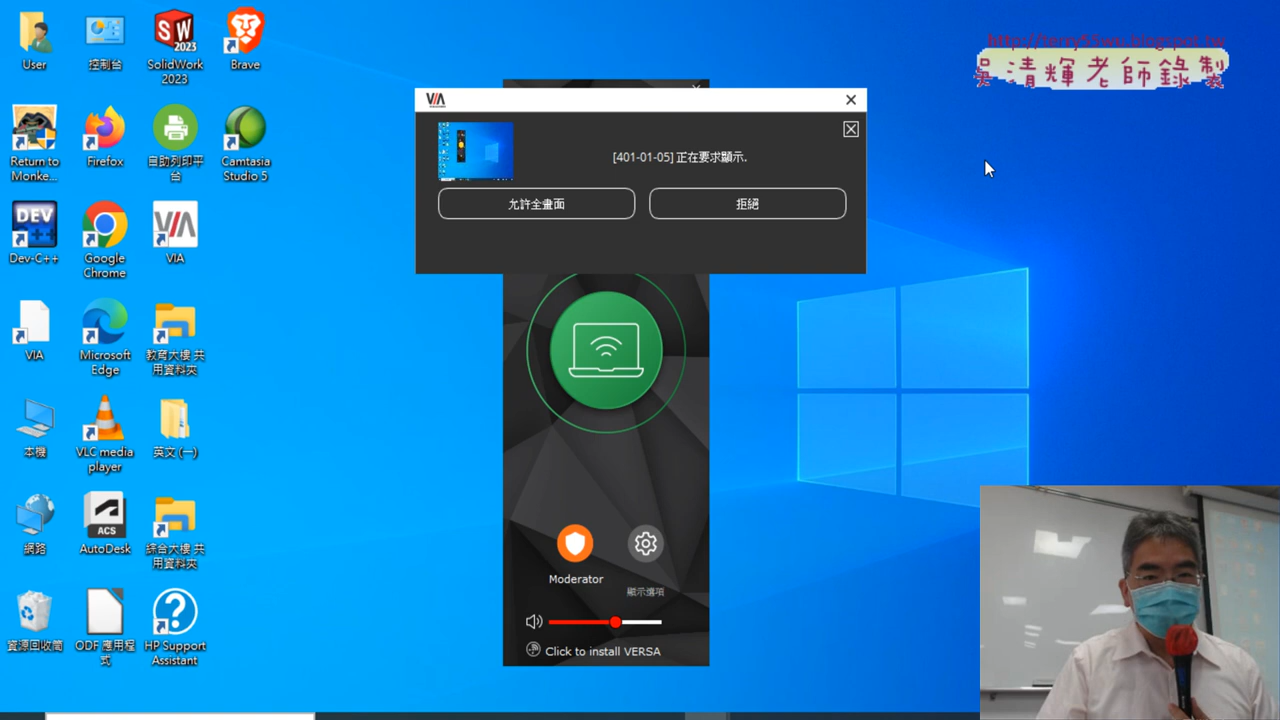 User
控制台
SolidWork
2023
Brave
Return to
Monke...
Firefox
自助列印平
台
Camtasia
Studio 5
Dev-C++
Google
Chrome
VIA
VIA
Microsoft
Edge
教育大樓 共
用資料夾
本機
VLC media
player
英文 (一)
網路
AutoDesk
綜合大樓 共
用資料夾
資源回收筒
ODF 應用程
式
HP Support
Assistant
SW
2023
DEV
VIA
ACS
http://terry55wu.blogspot.tw
吳清輝老師錄製
VIA
[401-01-05] 正在要求顯示.
允許全畫面
拒絕
Moderator
顯示選項
Click to install VERSA